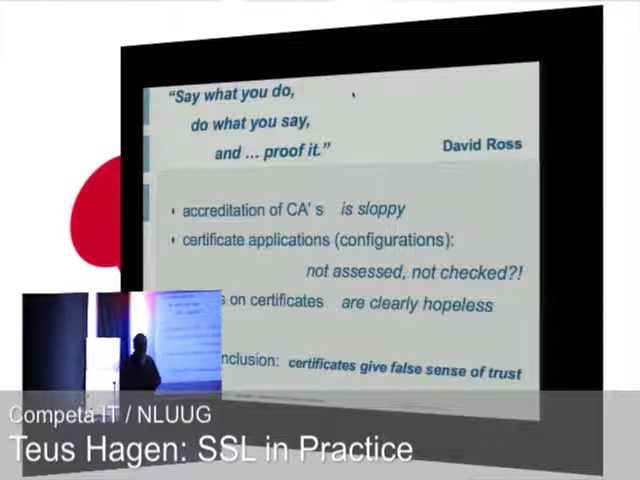 “Say what you do,
do what you say,
and ... proof it.”
David Ross
accreditation of CA' s is sloppy
certificate applications (configurations):
not assessed, not checked?!
on certificates are clearly hopeless
certificates give false sense of trust
Competa IT / NLUUG
Teus Hagen: SSL in Practice